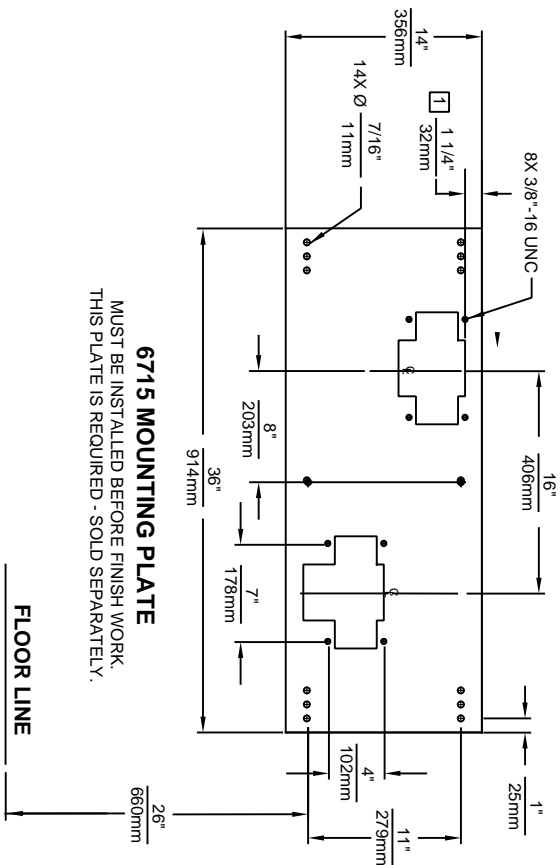 8X 3/8"-16 UNC
1
1 1/4"
32mm
14"
356mm
14X Ø
7/16"
11mm
16"
406mm
1"
25mm
8"
203mm
7"
178mm
4"
102mm
11"
279mm
36"
914mm
26"
660mm
6715 MOUNTING PLATE
MUST BE INSTALLED BEFORE FINISH WORK.
THIS PLATE IS REQUIRED - SOLD SEPARATELY.
FLOOR LINE